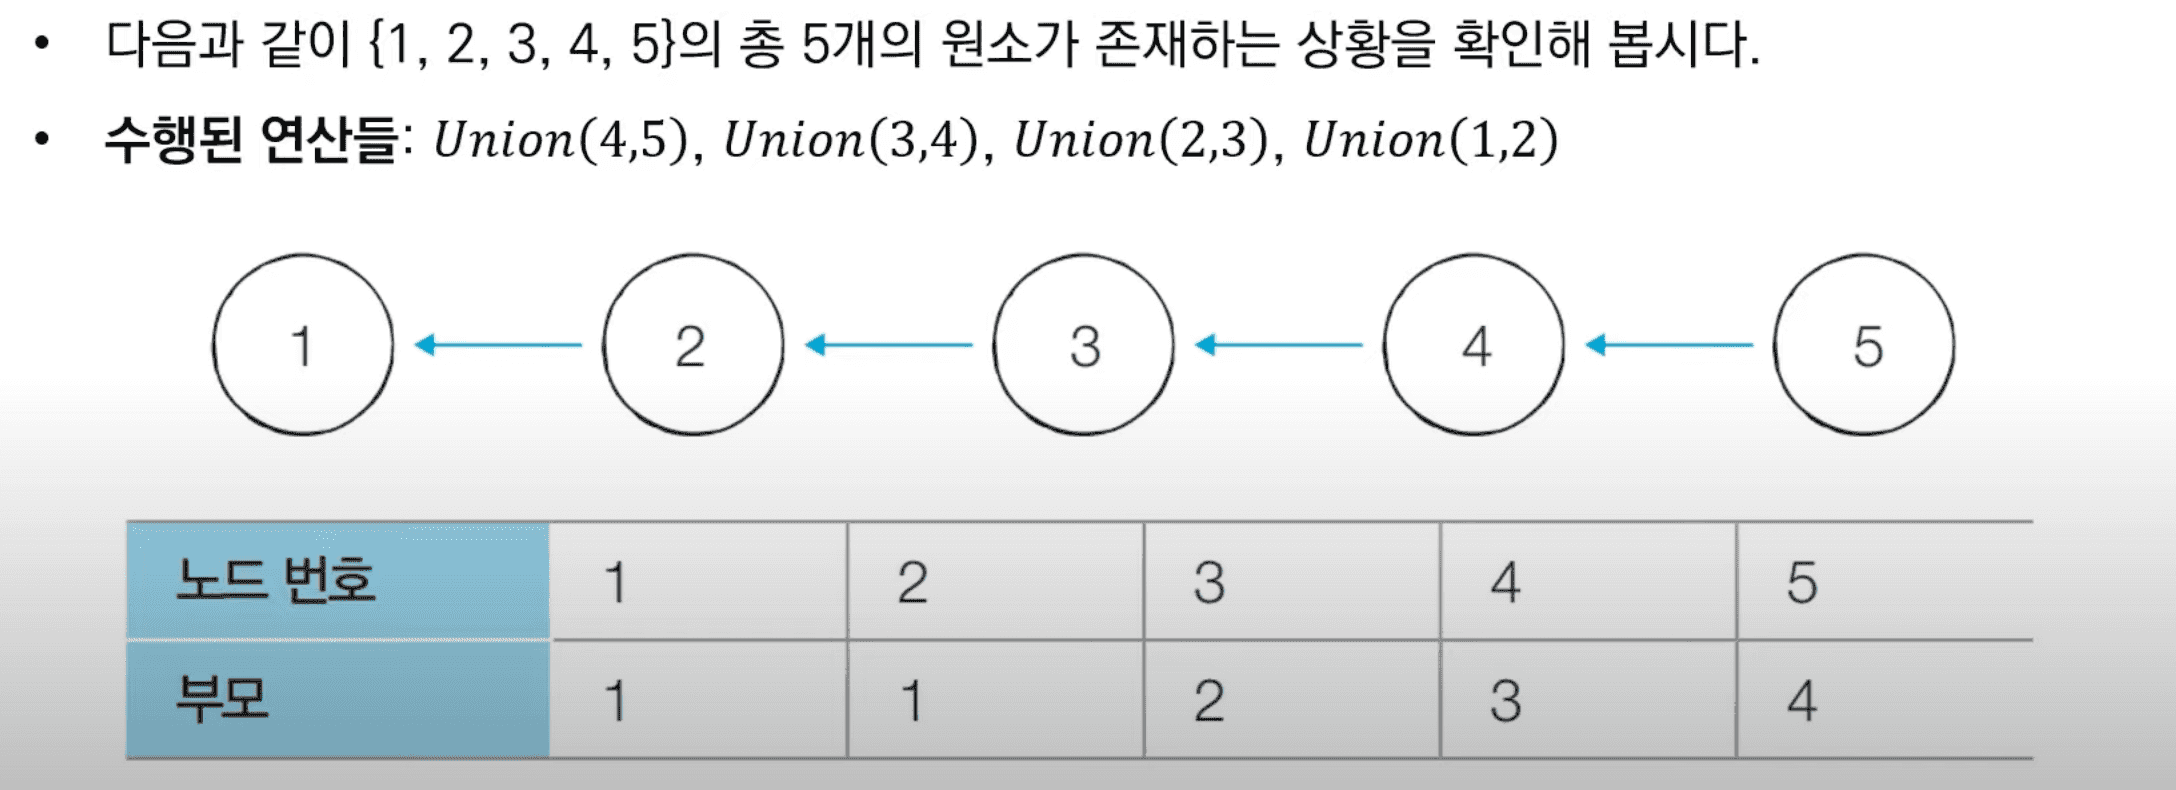 • 다음과 같이 {1, 2, 3, 4, 5}의 총 5개의 원소가 존재하는 상황을 확인해 봅시다.
• 수행된 연산들: Union(4,5), Union(3,4), Union(2,3), Union(1,2)
1 2 3 4 5
노드 번호 1 2 3 4 5
부모 1 1 2 3 4